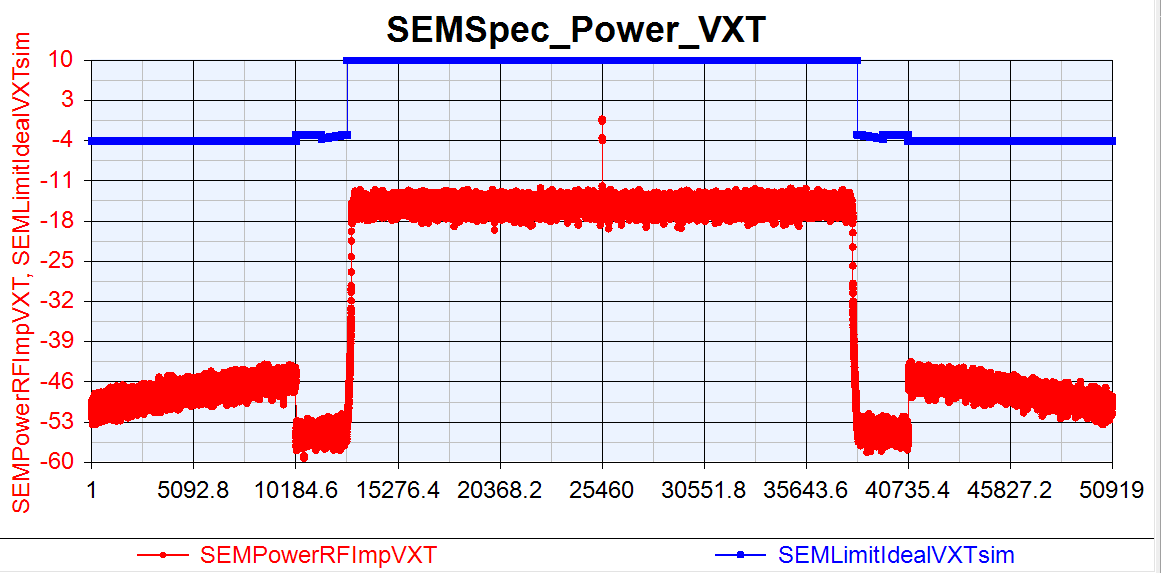 SEMSpec_Power_VXT
SEMPowerRFImpVXT, SEMLimitIdealVXTsim
10
3
-4
-11
-18
-25
-32
-39
-46
-53
-60
1 5092.8 10184.6 15276.4 20368.2 25460 30551.8 35643.6 40735.4 45827.2 50919
SEMPowerRFImpVXT SEMLimitIdealVXTsim